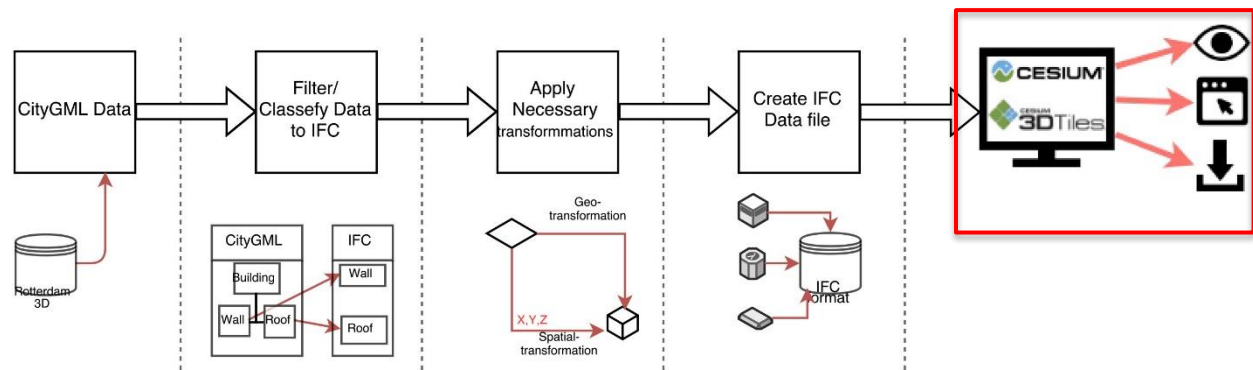 CityGML Data
Filter/
Classefy Data
to IFC
Apply
Necessary
transformmations
Create IFC
Data file
CESIUM
CESIUM
3DTiles
Rotterdam
3D
CityGML
IFC
Building
Wall
Roof
Wall
Roof
Geo-
transformation
X,Y,Z
Spatial-
transformation
IFC
format